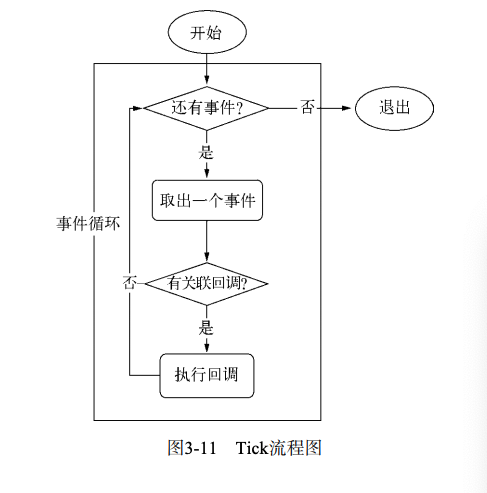 开始
还有事件?
否
退出
是
取出一个事件
事件循环
有关联回调?
否
是
执行回调
图3-11 Tick流程图